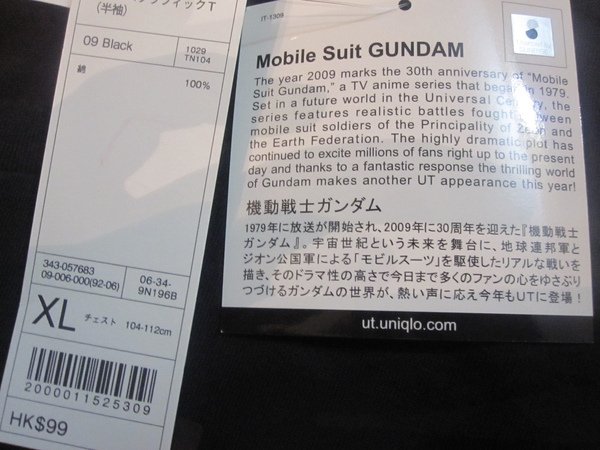 グラフィックT
(半袖)
09 Black
1029
TN104
綿
100%
343-057683
09-006-000(92-06)
06-34-
9N196B
XL
チェスト 104-112cm
2000011525309
HK$99
IT-1309
Mobile Suit GUNDAM
The year 2009 marks the 30th anniversary of "Mobile
Suit Gundam," a TV anime series that began in 1979.
Set in a future world in the Universal Century, the
series features realistic battles fought between
mobile suit soldiers of the Principality of Zeon and
the Earth Federation. The highly dramatic plot has
continued to excite millions of fans right up to the present
day and thanks to a fantastic response the thrilling world
of Gundam makes another UT appearance this year!
機動戦士ガンダム
1979年に放送が開始され、2009年に30周年を迎えた『機動戦士
ガンダム』。宇宙世紀という未来を舞台に、地球連邦軍と
ジオン公国軍による「モビルスーツ」を駆使したリアルな戦いを
描き、そのドラマ性の高さで今日まで多くのファンの心をゆさぶり
つづけるガンダムの世界が、熱い声に応え今年もUTに登場!
ut.uniqlo.com